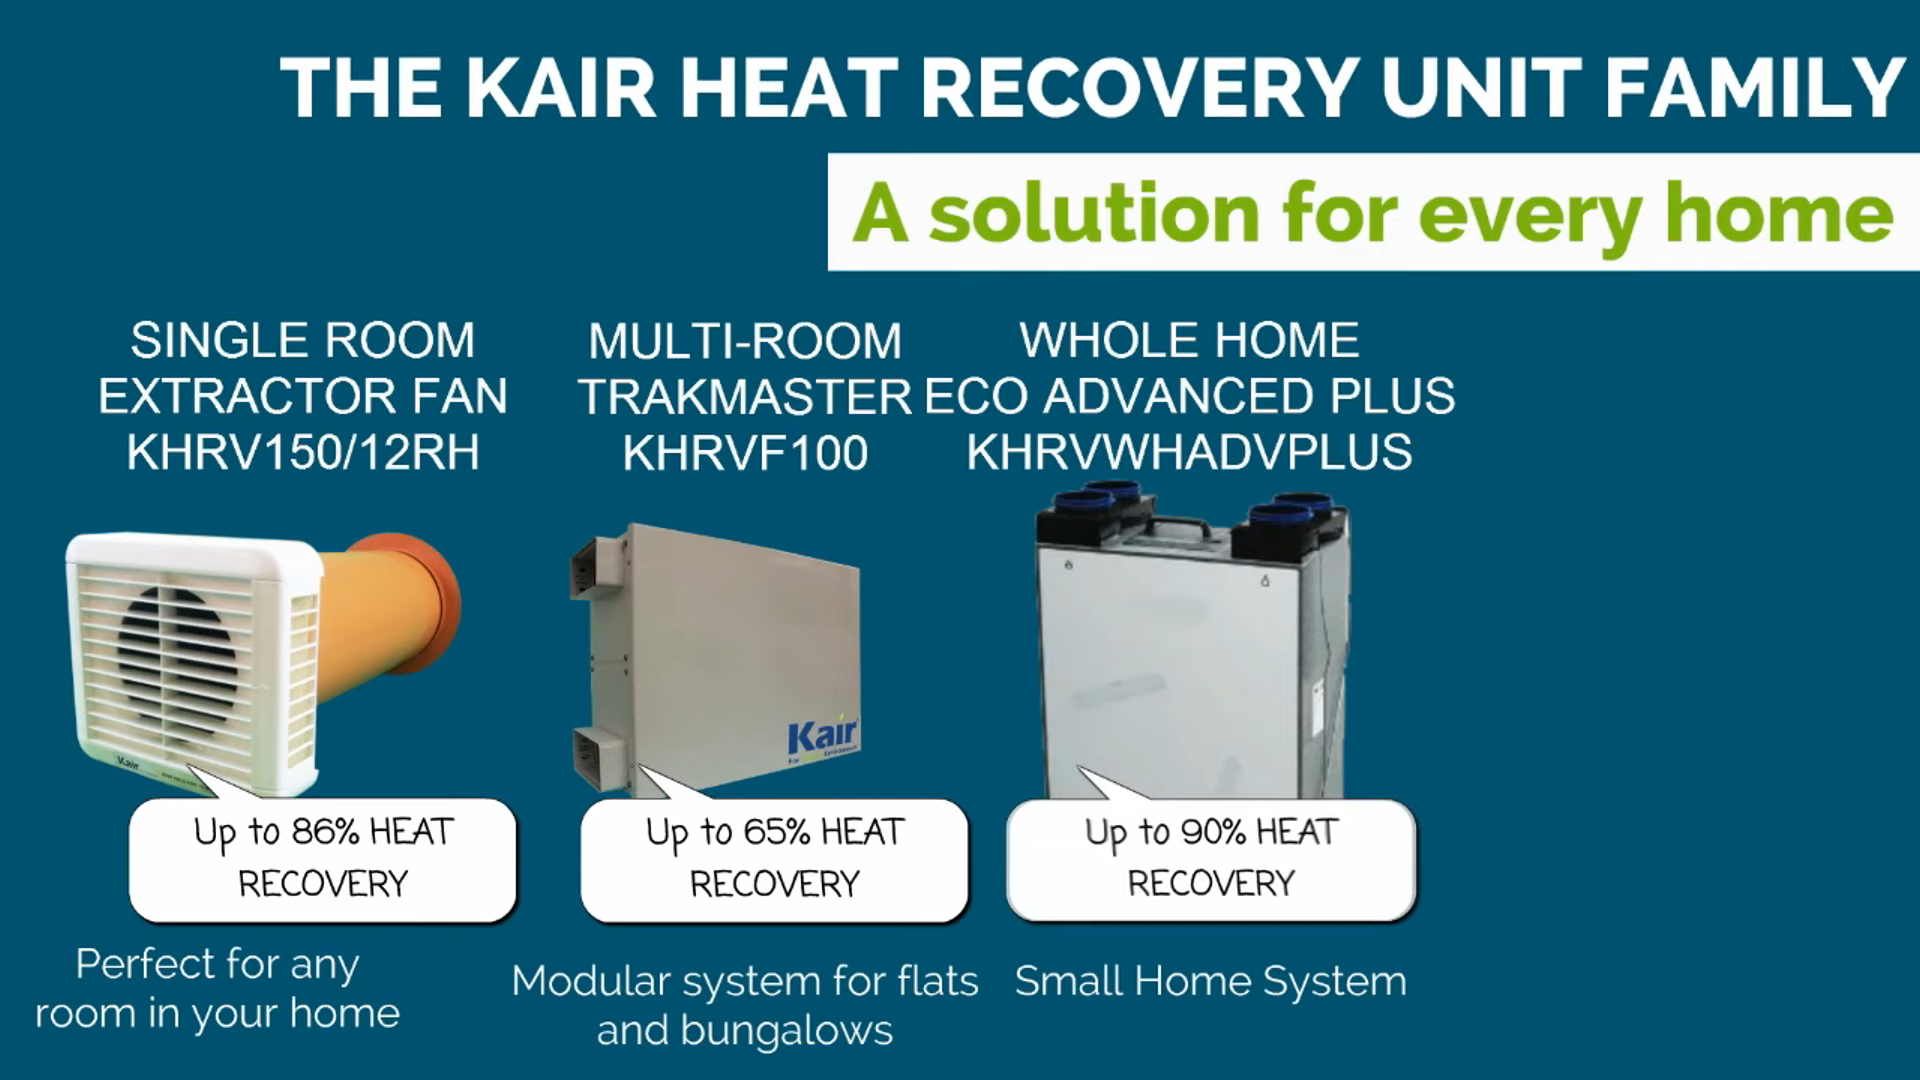 THE KAIR HEAT RECOVERY UNIT FAMILY
A solution for every home
SINGLE ROOM
EXTRACTOR FAN
KHRV150/12RH
MULTI-ROOM
TRAKMASTER
KHRVF100
WHOLE HOME
ECO ADVANCED PLUS
KHRVWHADVPLUS
Kair
Kair
Up to 86% HEAT
RECOVERY
Up to 65% HEAT
RECOVERY
Up to 90% HEAT
RECOVERY
Perfect for any
room in your home
Modular system for flats
and bungalows
Small Home System